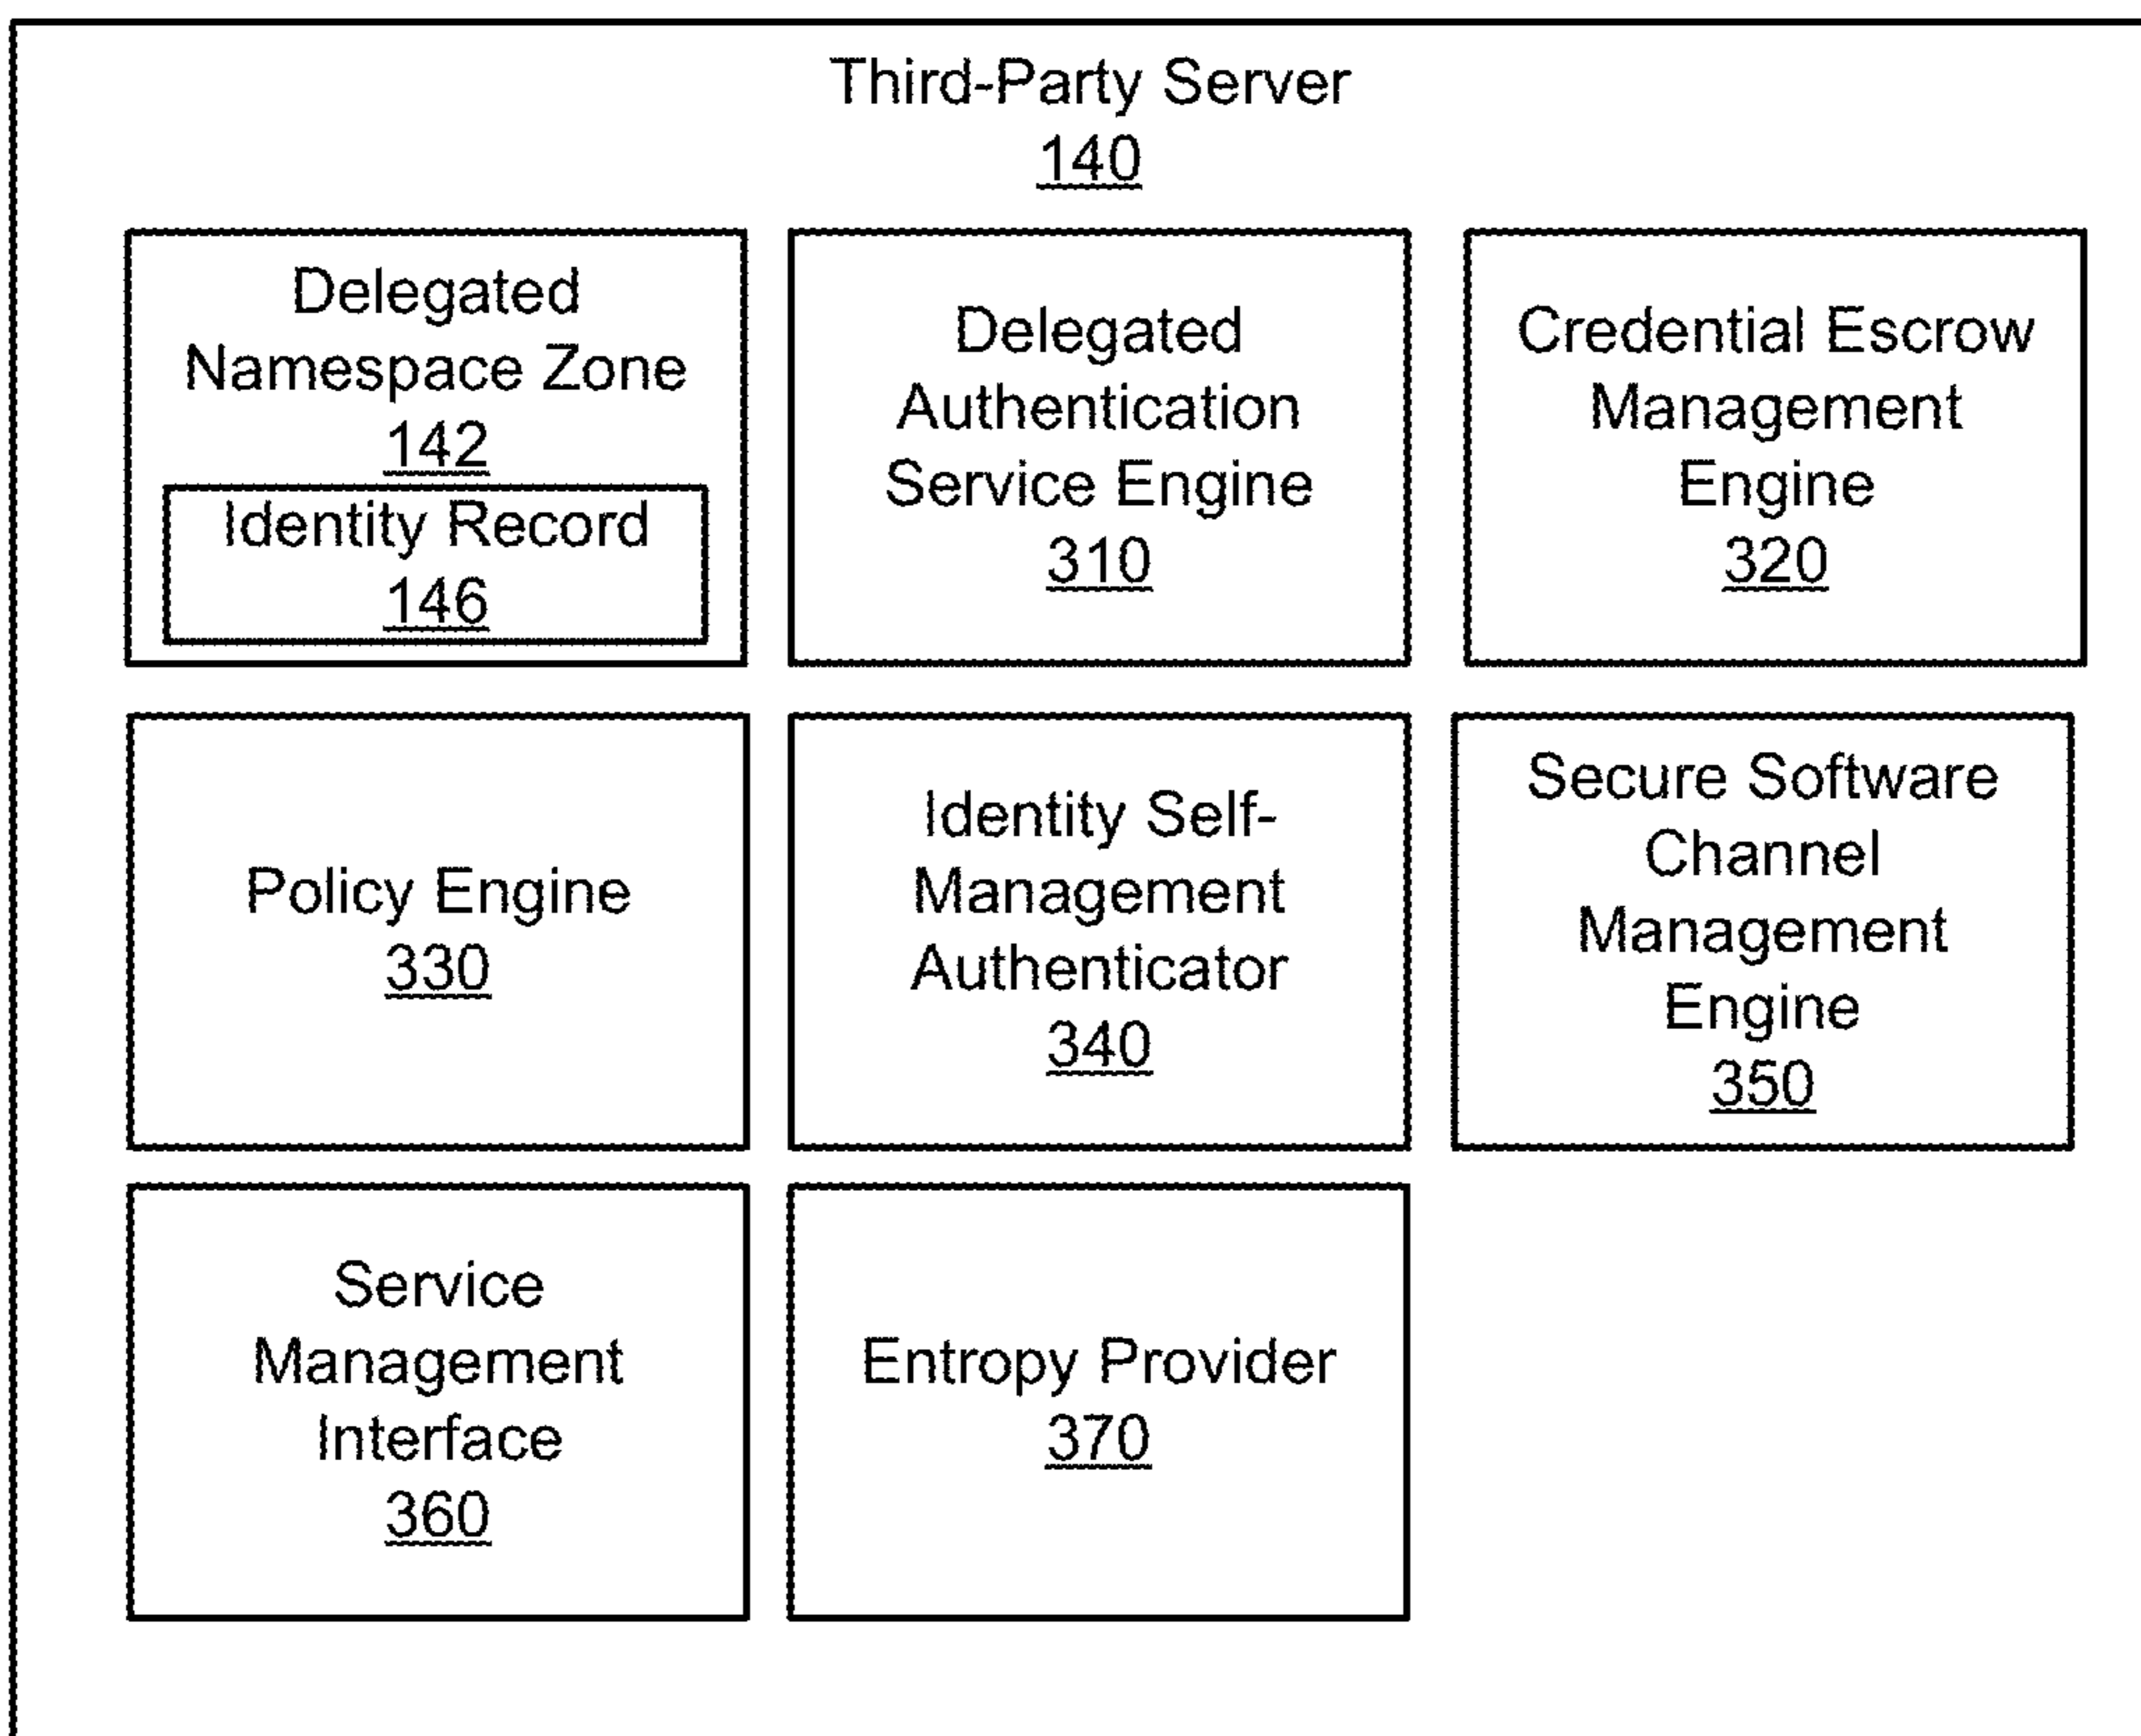 Third-Party Server
140
Delegated
Namespace Zone
142
Identity Record
146
Delegated
Authentication
Service Engine
310
Credential Escrow
Management
Engine
320
Policy Engine
330
Identity Self-
Management
Authenticator
340
Secure Software
Channel
Management
Engine
350
Service
Management
Interface
360
Entropy Provider
370